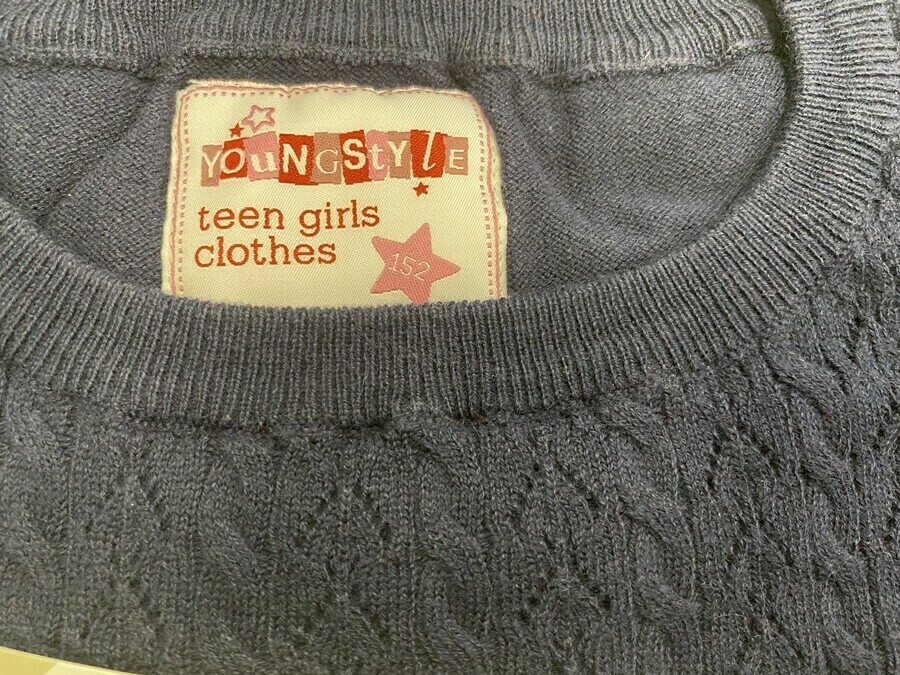 YOUNGStYlE
teen girls
clothes
152